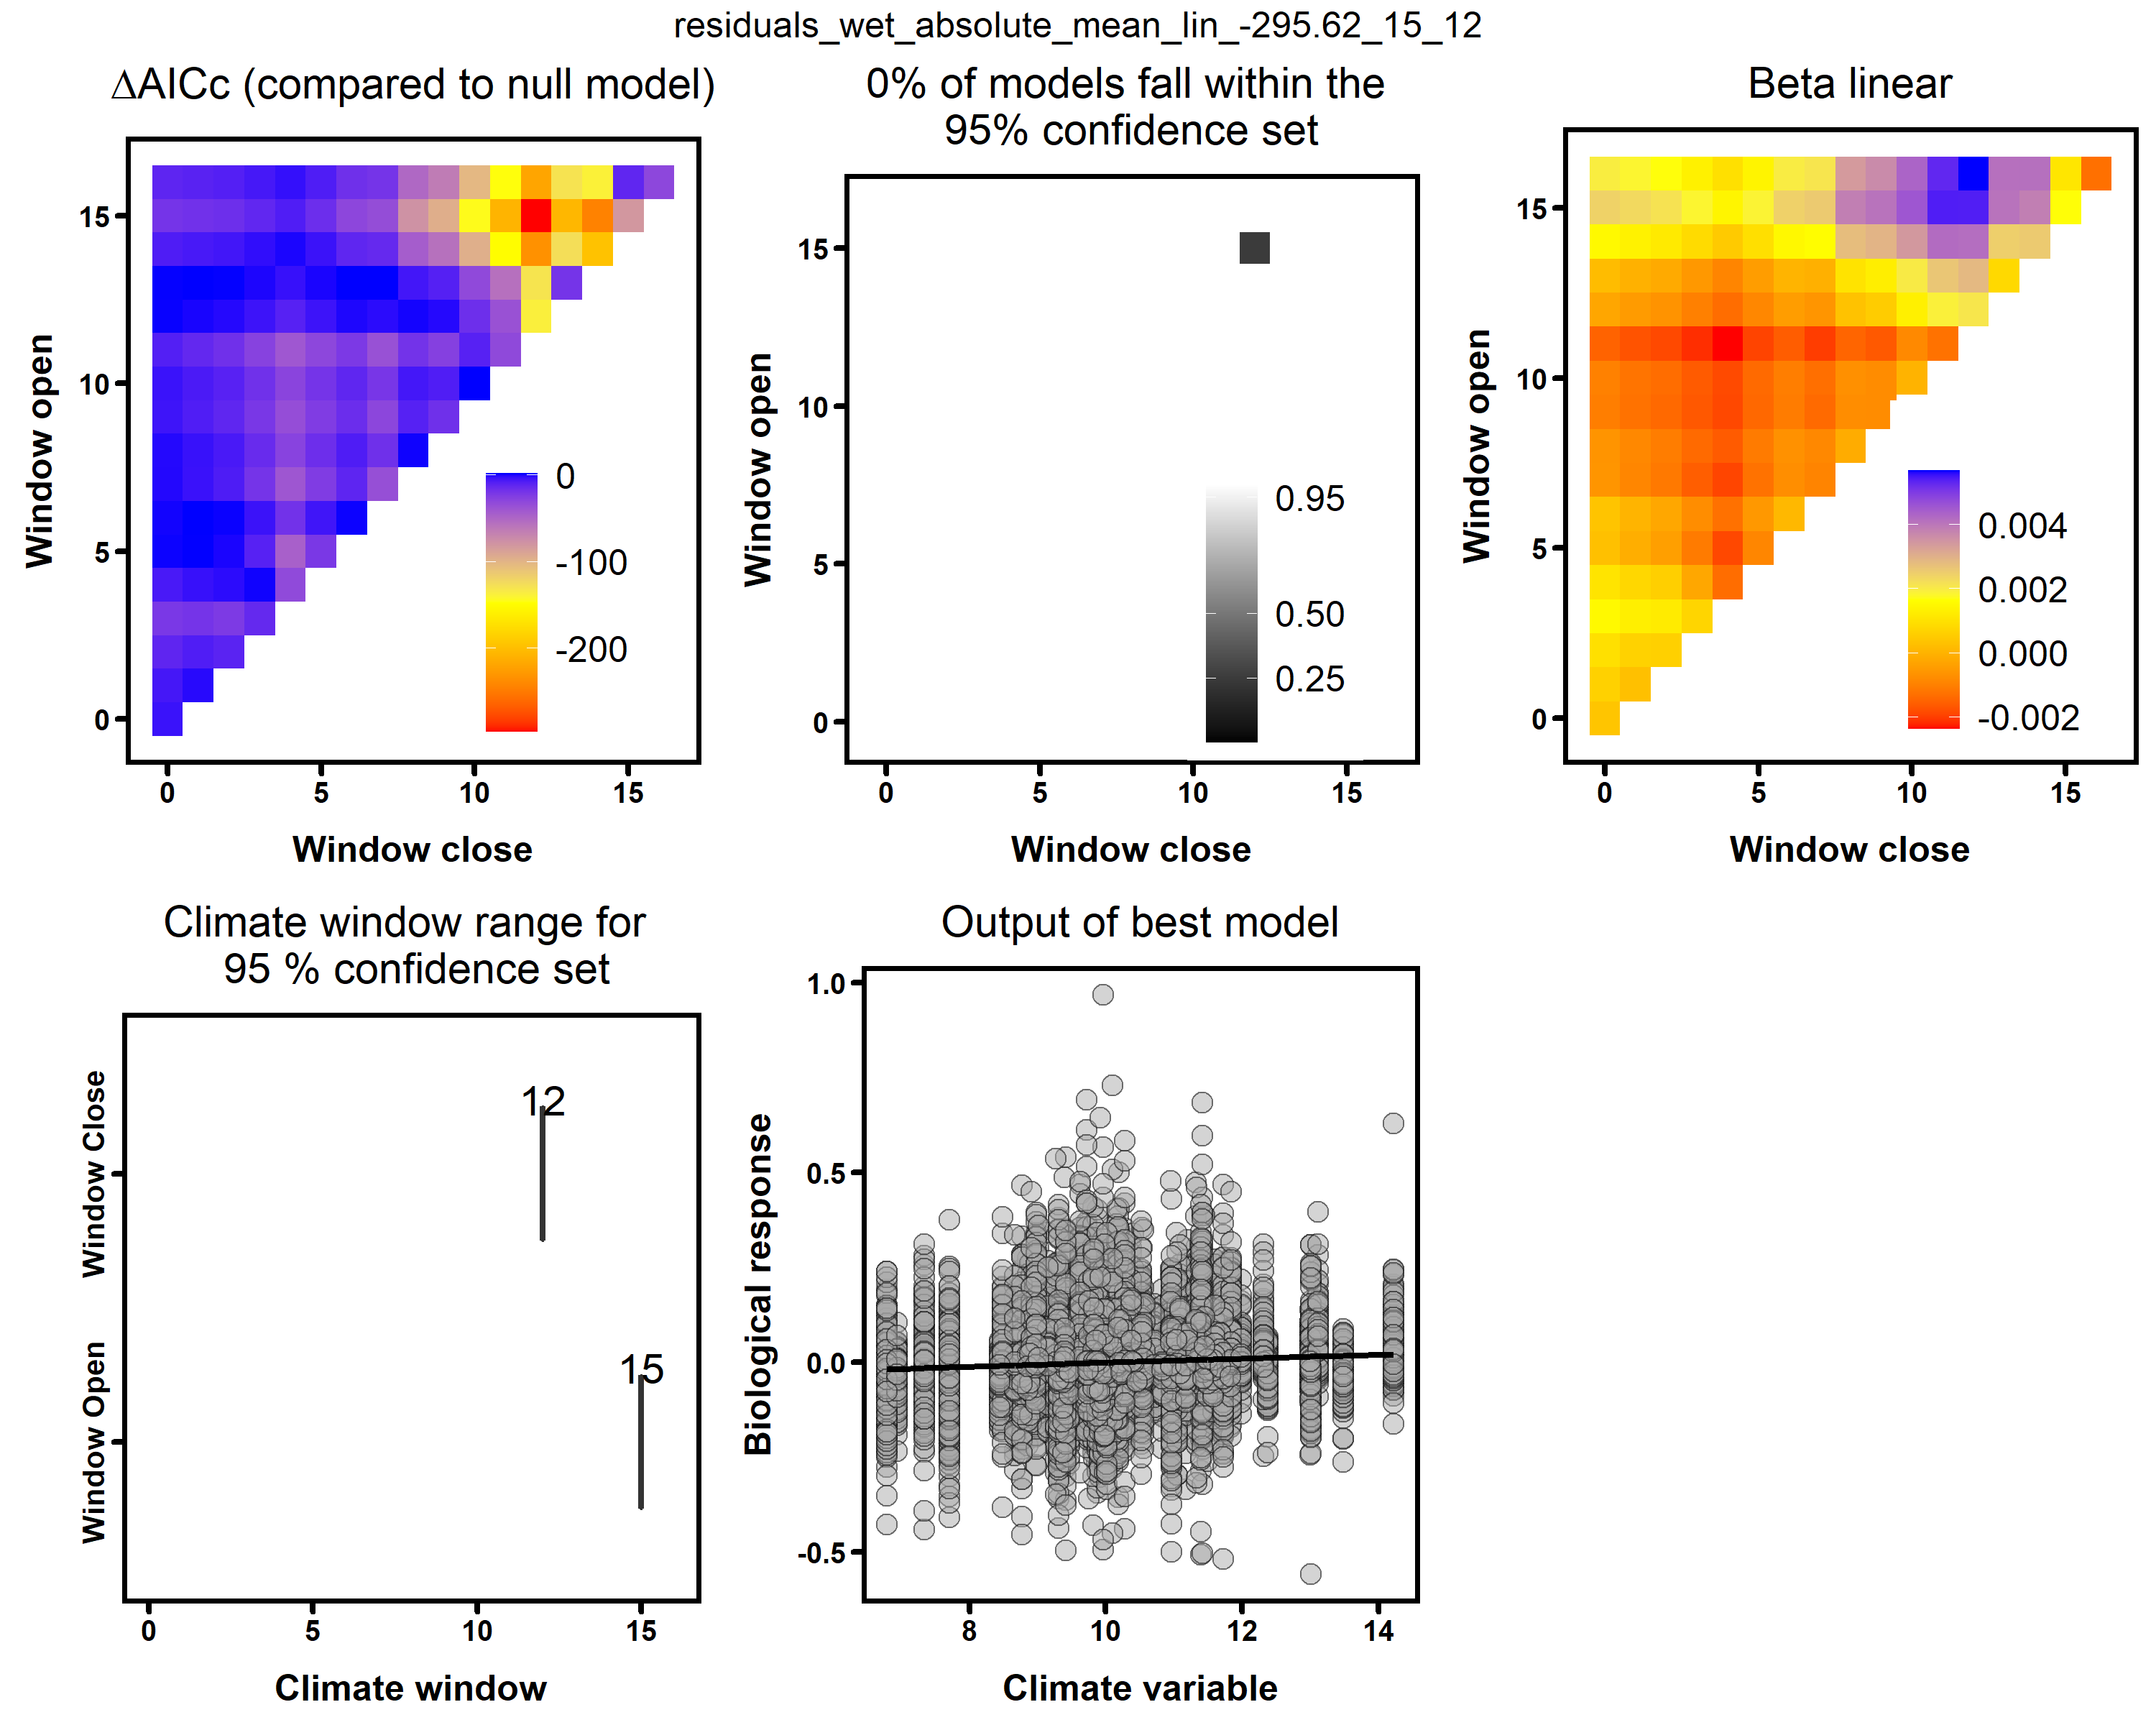 residuals_wet_absolute_mean_lin_-295.62_15_12
ΔAICc (compared to null model)
Window open
15
10
5
0
0
-100
-200
0 5 10 15
Window close
0% of models fall within the
95% confidence set
Window open
15
10
5
0
0.95
0.50
0.25
0 5 10 15
Window close
Beta linear
Window open
15
10
5
0
0.004
0.002
0.000
-0.002
0 5 10 15
Window close
Climate window range for
95 % confidence set
Window Close
Window Open
12
15
0 5 10 15
Climate window
Output of best model
Biological response
1.0
0.5
0.0
-0.5
8 10 12 14
Climate variable